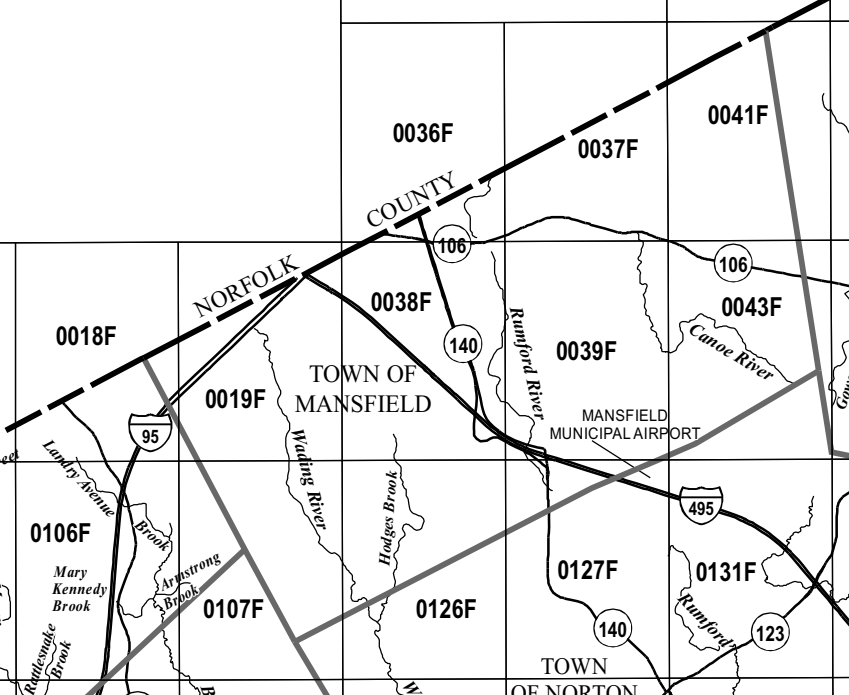 0041F
0036F
0037F
COUNTY
106
106
NORFOLK
0038F
0043F
0018F
140
Rumford River
0039F
Canoe River
TOWN OF
MANSFIELD
0019F
MANSFIELD
MUNICIPAL AIRPORT
95
Wading River
Landry Avenue
Brook
eet
Hodges Brook
495
0106F
0127F
0131F
Armstrong
Brook
Mary
Kennedy
Brook
0107F
0126F
Rumford
140
123
Rattlesnake
Brook
TOWN
OF NORTON
B
W